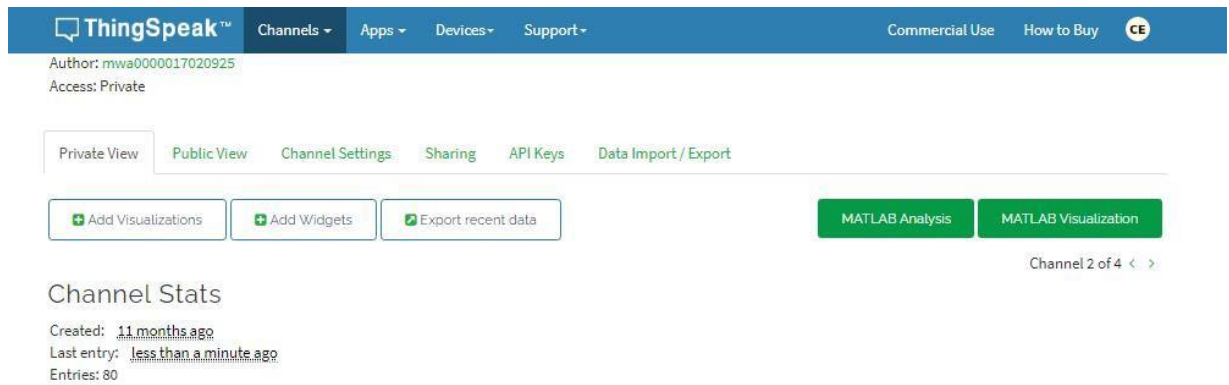 ThingSpeak™ Channels Apps Devices Support Commercial Use How to Buy CE
Author: mwa0000017020925
Access: Private
Private View Public View Channel Settings Sharing API Keys Data Import / Export
Add Visualizations Add Widgets Export recent data MATLAB Analysis MATLAB Visualization
Channel 2 of 4 < >
Channel Stats
Created: 11 months ago
Last entry: less than a minute ago
Entries: 80